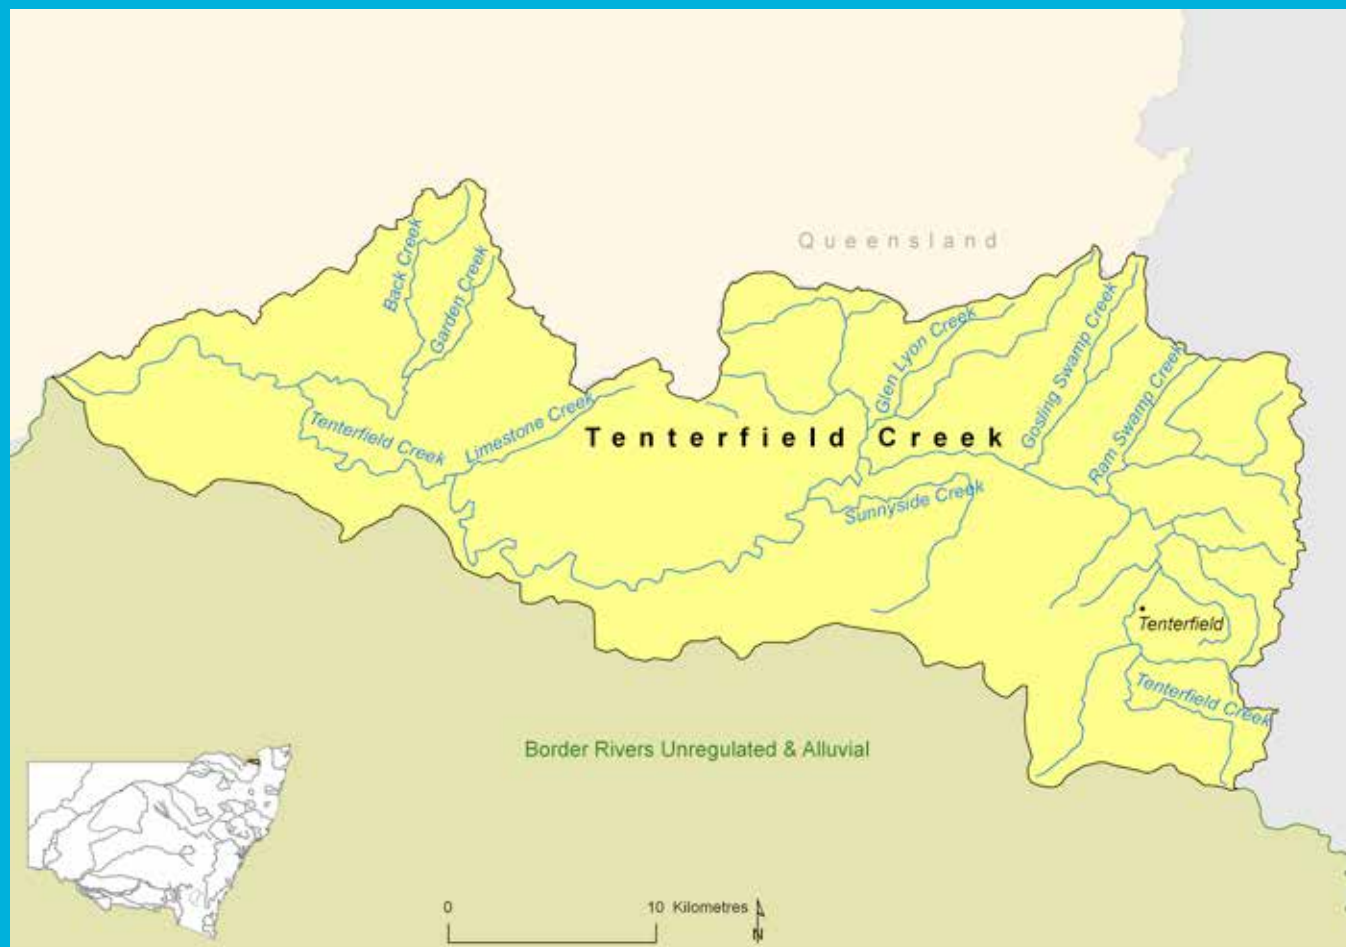 Queensland
Back Creek
Garden Creek
Glen Lyon Creek
Gosling Swamp Creek
Ram Swamp Creek
Tenterfield Creek
Limestone Creek
Tenterfield Creek
Sunnyside Creek
Tenterfield
Tenterfield Creek
Border Rivers Unregulated & Alluvial
0 10 Kilometres
N